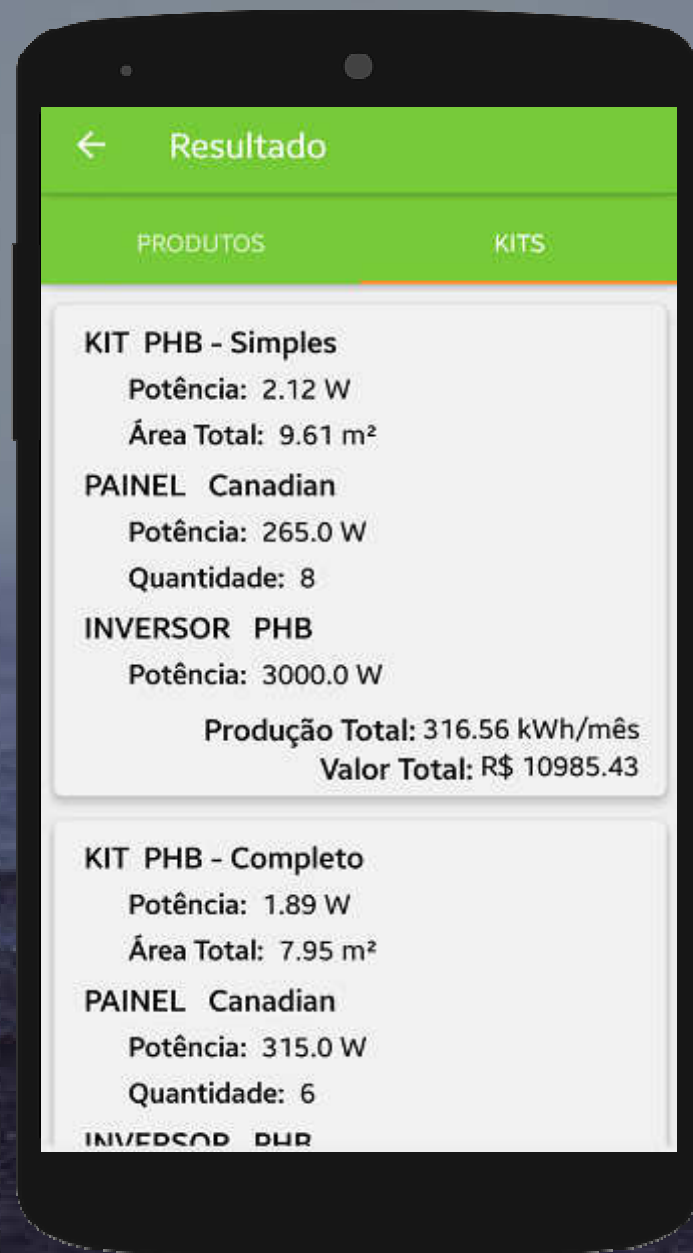 Resultado
PRODUTOS KITS
KIT PHB - Simples
Potência: 2.12 W
Área Total: 9.61 m²
PAINEL Canadian
Potência: 265.0 W
Quantidade: 8
INVERSOR PHB
Potência: 3000.0 W
Produção Total: 316.56 kWh/mês
Valor Total: R$ 10985.43
KIT PHB - Completo
Potência: 1.89 W
Área Total: 7.95 m²
PAINEL Canadian
Potência: 315.0 W
Quantidade: 6
INVERSOR PHB